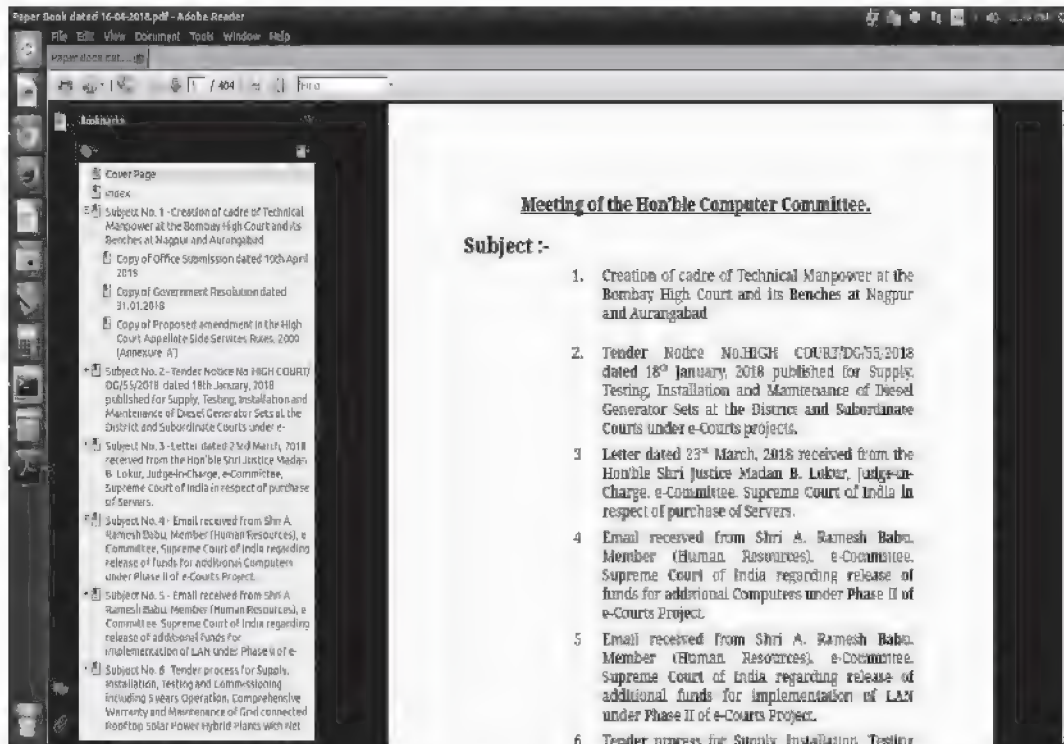 Paper Book dated 16-04-2018.pdf - Adobe Reader
File Edit View Document Tools Window Help
/ 404
Find
Bookmarks
Cover Page
Index
Subject No. 1 - Creation of cadre of Technical
Manpower at the Bombay High Court and its
Benches at Nagpur and Aurangabad
Copy of Office Submission dated 10th April
Copy of Government Resolution dated
31.01.2018
Copy of Proposed amendment in the High
Court Appellate Side Services Rules, 2000
(Annexure 'A')
Subject No. 2 - Tender Notice No HIGH COURT/
DG/55/2018 dated 18th January, 2018
published for Supply, Testing, Installation and
Maintenance of Diesel Generator Sets at the
District and Subordinate Courts under e-
Subject No. 3 - Letter dated 23rd March, 2018
received from the Hon'ble Shri Justice Madan
B. Lokur, Judge-in-Charge, e-Committee,
Supreme Court of India in respect of purchase
of Servers.
Subject No. 4 - Email received from Shri A
Ramesh Babu, Member (Human Resources), e
Committee, Supreme Court of India regarding
release of funds for additional Computers
under Phase II of e-Courts Project.
Subject No. 5 - Email received from Shri A
Ramesh Babu, Member (Human Resources), e
Committee, Supreme Court of India regarding
release of additional funds for
implementation of LAN under Phase II of e-
Subject No. 6 Tender process for Supply,
Installation, Testing and Commissioning
including 5 years Operation, Comprehensive
Warranty and Maintenance of Grid connected
Rooftop Solar Power Hybrid Plants with Net
Meeting of the Hon'ble Computer Committee.
Subject :-
1. Creation of cadre of Technical Manpower at the
Bombay High Court and its Benches at Nagpur
and Aurangabad
2. Tender Notice No.HIGH COURT/DG/55/2018
dated 18th January, 2018 published for Supply,
Testing, Installation and Maintenance of Diesel
Generator Sets at the District and Subordinate
Courts under e-Courts projects.
3 Letter dated 23rd March, 2018 received from the
Hon'ble Shri Justice Madan B. Lokur, Judge-in-
Charge, e-Committee, Supreme Court of India in
respect of purchase of Servers.
4 Email received from Shri A. Ramesh Babu,
Member (Human Resources), e-Committee,
Supreme Court of India regarding release of
funds for additional Computers under Phase II of
e-Courts Project.
5 Email received from Shri A. Ramesh Babu,
Member (Human Resources), e-Committee,
Supreme Court of India regarding release of
additional funds for implementation of LAN
under Phase II of e-Courts Project.
6 Tender process for Supply, Installation, Testing